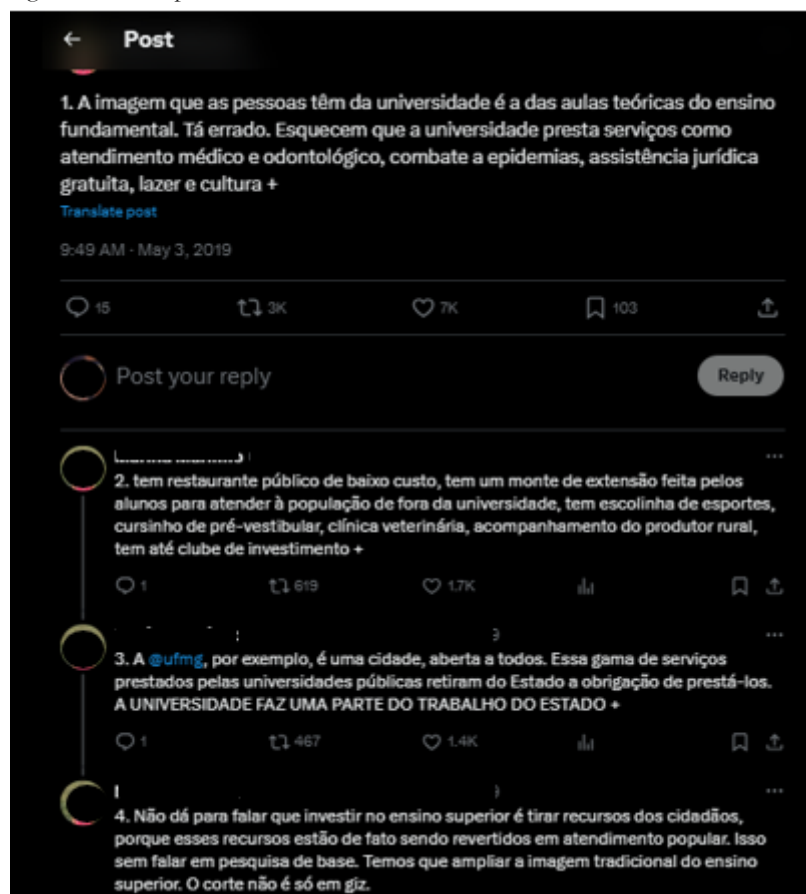 Post
1. A imagem que as pessoas têm da universidade é a das aulas teóricas do ensino
fundamental. Tá errado. Esquecem que a universidade presta serviços como
atendimento médico e odontológico, combate a epidemias, assistência jurídica
gratuita, lazer e cultura +
Translate post
9:49 AM · May 3, 2019
15 3K 7K 103
Post your reply
Reply
2. tem restaurante público de baixo custo, tem um monte de extensão feita pelos
alunos para atender à população de fora da universidade, tem escolinha de esportes,
cursinho de pré-vestibular, clínica veterinária, acompanhamento do produtor rural,
tem até clube de investimento +
1 619 1.7K
3. A @ufmg, por exemplo, é uma cidade, aberta a todos. Essa gama de serviços
prestados pelas universidades públicas retiram do Estado a obrigação de prestá-los.
A UNIVERSIDADE FAZ UMA PARTE DO TRABALHO DO ESTADO +
1 467 1.4K
4. Não dá para falar que investir no ensino superior é tirar recursos dos cidadãos,
porque esses recursos estão de fato sendo revertidos em atendimento popular. Isso
sem falar em pesquisa de base. Temos que ampliar a imagem tradicional do ensino
superior. O corte não é só em giz.